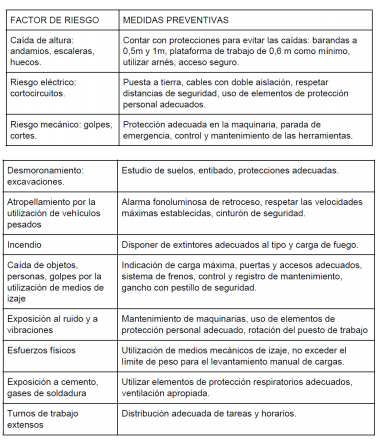 FACTOR DE RIESGO MEDIDAS PREVENTIVAS
Caída de altura: Contar con protecciones para evitar las caídas: barandas a
andamios, escaleras, 0,5m y 1m, plataforma de trabajo de 0,6 m como mínimo,
huecos. utilizar arnés, acceso seguro.
Riesgo eléctrico: Puesta a tierra, cables con doble aislación, respetar
cortocircuitos. distancias de seguridad, uso de elementos de protección
personal adecuados.
Riesgo mecánico: golpes, Protección adecuada en la maquinaria, parada de
cortes. emergencia, control y mantenimiento de las herramientas.
Desmoronamiento: Estudio de suelos, entibado, protecciones adecuadas.
excavaciones.
Atropellamiento por la Alarma fonoluminosa de retroceso, respetar las velocidades
utilización de vehículos máximas establecidas, cinturón de seguridad.
pesados
Incendio Disponer de extintores adecuados al tipo y carga de fuego.
Caída de objetos, Indicación de carga máxima, puertas y accesos adecuados,
personas, golpes por la sistema de frenos, control y registro de mantenimiento,
utilización de medios de gancho con pestillo de seguridad.
izaje
Exposición al ruido y a Mantenimiento de maquinarias, uso de elementos de
vibraciones protección personal adecuado, rotación del puesto de trabajo
Esfuerzos físicos Utilización de medios mecánicos de izaje, no exceder el
límite de peso para el levantamiento manual de cargas.
Exposición a cemento, Utilizar elementos de protección respiratorios adecuados,
gases de soldadura ventilación apropiada.
Turnos de trabajo Distribución adecuada de tareas y horarios.
extensos